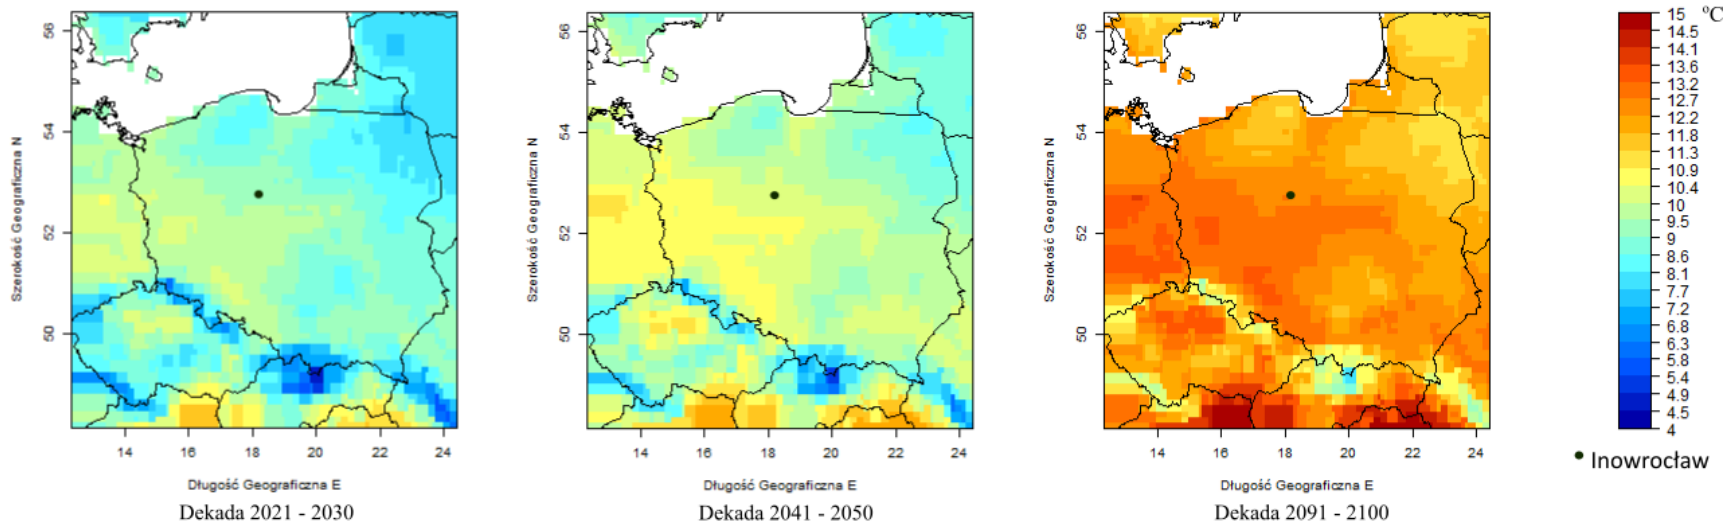 56
54
52
50
Szerokość Geograficzna N
14 16 18 20 22 24
Długość Geograficzna E
Dekada 2021 - 2030
56
54
52
50
Szerokość Geograficzna N
14 16 18 20 22 24
Długość Geograficzna E
Dekada 2041 - 2050
56
54
52
50
Szerokość Geograficzna N
14 16 18 20 22 24
Długość Geograficzna E
Dekada 2091 - 2100
15 °C
14.5
14.1
13.6
13.2
12.7
12.2
11.8
11.3
10.9
10.4
10
9.5
9
8.6
8.1
7.7
7.2
6.8
6.3
5.8
5.4
4.9
4.5
4
Inowrocław